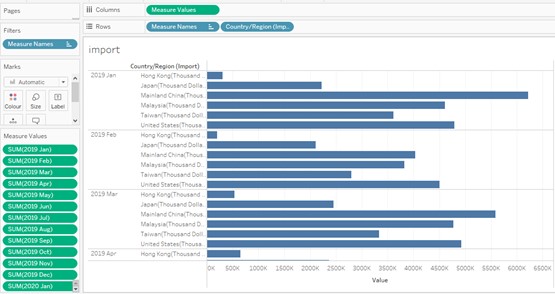 Pages
Columns
Measure Values
Rows
Measure Names
Country/Region (Imp..
Filters
Measure Names
import
Marks
Automatic
Colour
Size
Label
Measure Values
SUM(2019 Jan)
SUM(2019 Feb)
SUM(2019 Mar)
SUM(2019 Apr)
SUM(2019 May)
SUM(2019 Jun)
SUM(2019 Jul)
SUM(2019 Aug)
SUM(2019 Sep)
SUM(2019 Oct)
SUM(2019 Nov)
SUM(2019 Dec)
SUM(2020 Jan)
Country/Region (Import)
2019 Jan
Hong Kong(Thousand ..
Japan(Thousand Dolla..
Mainland China(Thous..
Malaysia(Thousand D..
Taiwan(Thousand Doll..
United States(Thousa..
2019 Feb
Hong Kong(Thousand ..
Japan(Thousand Dolla..
Mainland China(Thous..
Malaysia(Thousand D..
Taiwan(Thousand Doll..
United States(Thousa..
2019 Mar
Hong Kong(Thousand ..
Japan(Thousand Dolla..
Mainland China(Thous..
Malaysia(Thousand D..
Taiwan(Thousand Doll..
United States(Thousa..
2019 Apr
Hong Kong(Thousand ..
0K 500K 1000K 1500K 2000K 2500K 3000K 3500K 4000K 4500K 5000K 5500K 6000K 6500K
Value